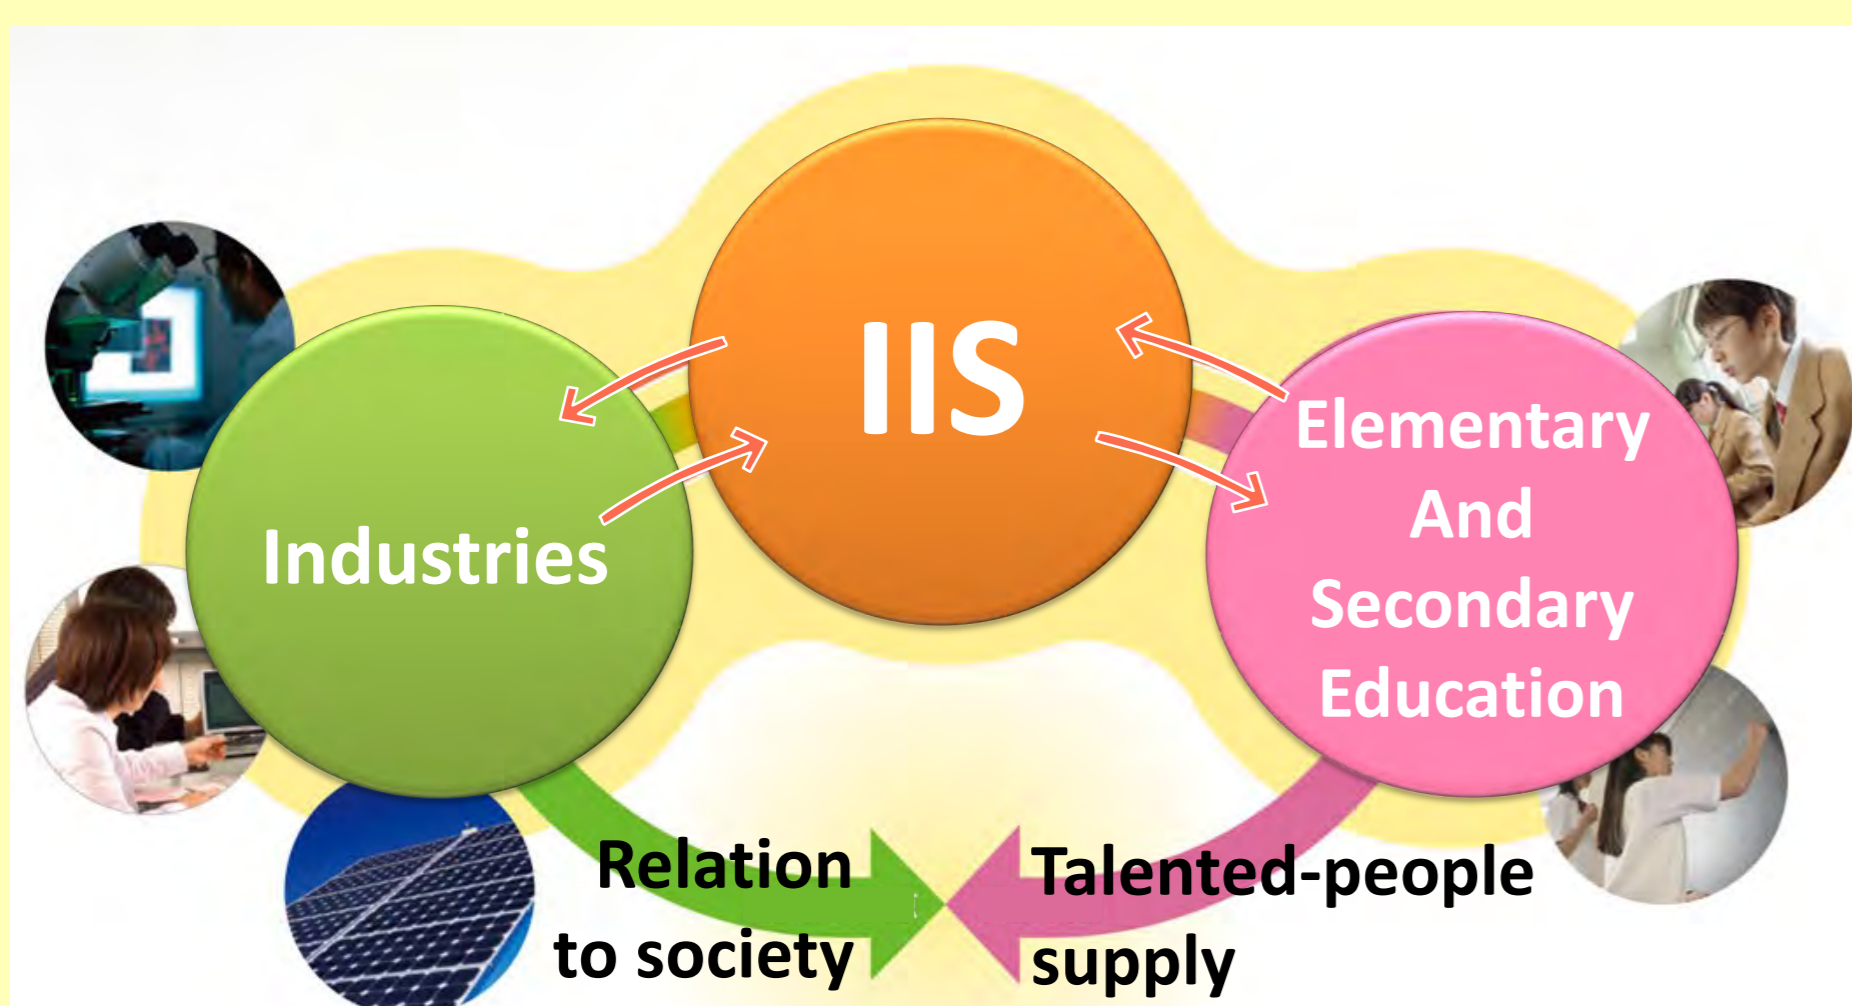 IIS
Industries
Elementary
And
Secondary
Education
Relation
to society
Talented-people
supply